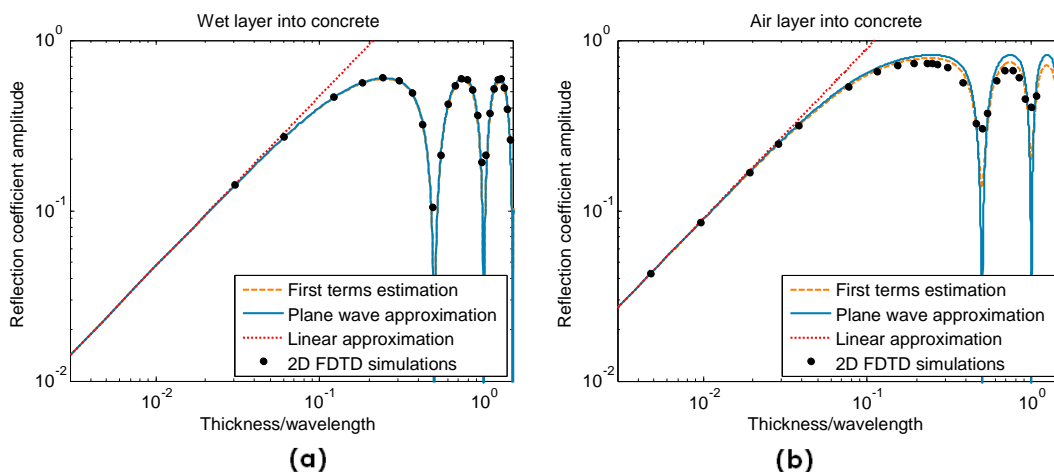 Wet layer into concrete
Reflection coefficient amplitude
10^0
10^-1
10^-2
First terms estimation
Plane wave approximation
Linear approximation
2D FDTD simulations
10^-2
10^-1
10^0
Thickness/wavelength
(a)
Air layer into concrete
Reflection coefficient amplitude
10^0
10^-1
10^-2
First terms estimation
Plane wave approximation
Linear approximation
2D FDTD simulations
10^-2
10^-1
10^0
Thickness/wavelength
(b)